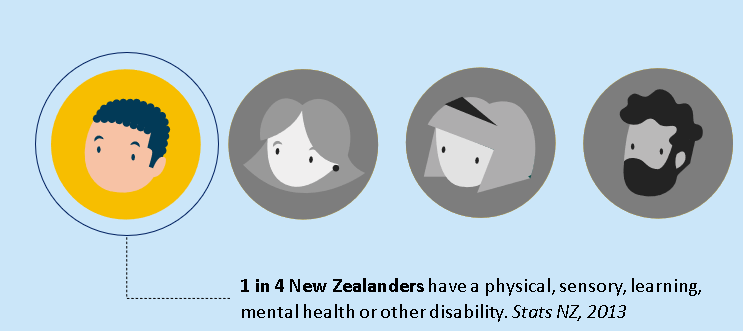 1 in 4 New Zealanders have a physical, sensory, learning,
mental health or other disability. Stats NZ, 2013